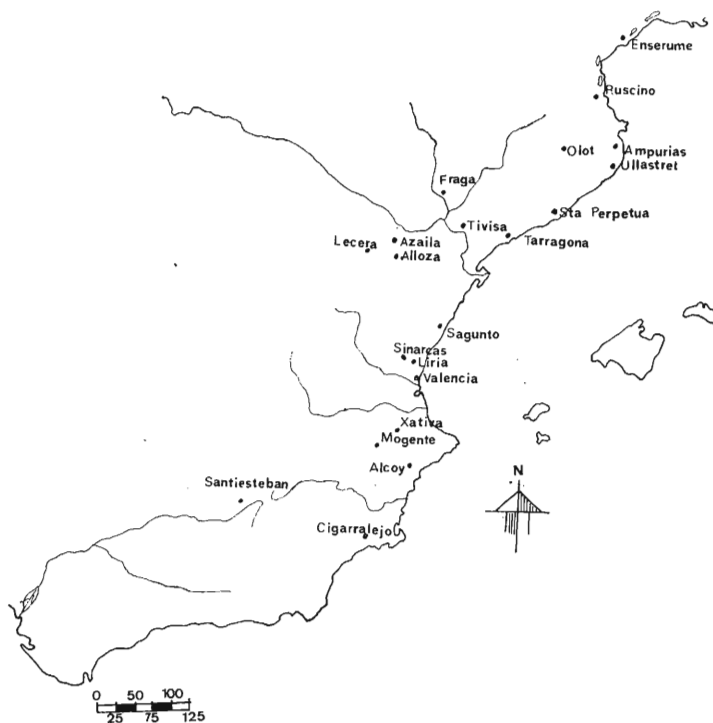 Enserume
Ruscino
Olot
Ampurias
Ullastret
Fraga
Sta Perpetua
Tivisa
Tarragona
Azaila
Lecera
Alloza
Sagunto
Sinarcas
Liria
Valencia
Xativa
Mogente
Alcoy
N
Santiesteban
Cigarralejo
0 50 100
25 75 125